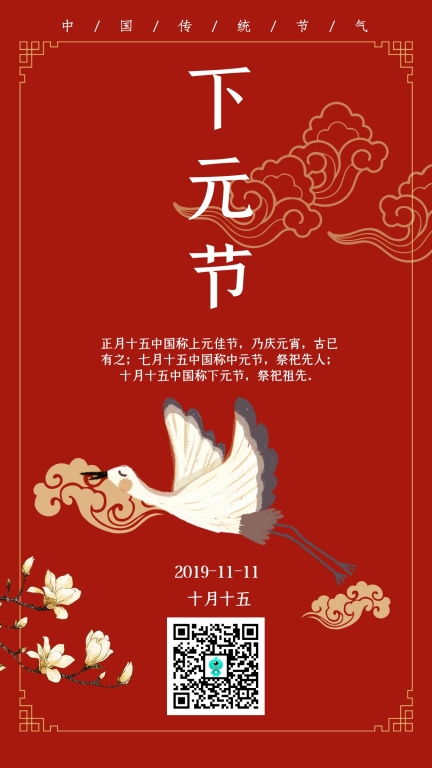 中/国/传/统/节/气
下元节
正月十五中国称上元佳节，乃庆元宵，古已
有之；七月十五中国称中元节，祭祀先人；
十月十五中国称下元节，祭祀祖先。
2019-11-11
十月十五